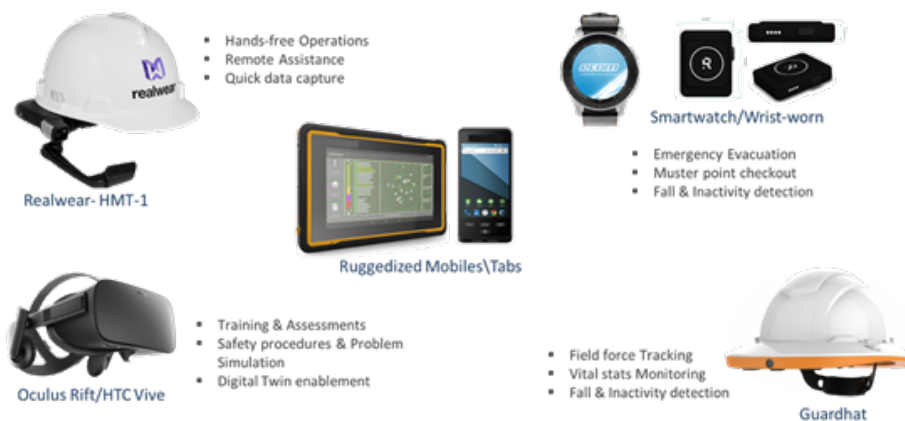 realwear
Realwear- HMT-1
▪ Hands-free Operations
▪ Remote Assistance
▪ Quick data capture
ecom
Smartwatch/Wrist-worn
▪ Emergency Evacuation
▪ Muster point checkout
▪ Fall & Inactivity detection
Ruggedized Mobiles\Tabs
Oculus Rift/HTC Vive
▪ Training & Assessments
▪ Safety procedures & Problem
Simulation
▪ Digital Twin enablement
▪ Field force Tracking
▪ Vital stats Monitoring
▪ Fall & Inactivity detection
Guardhat